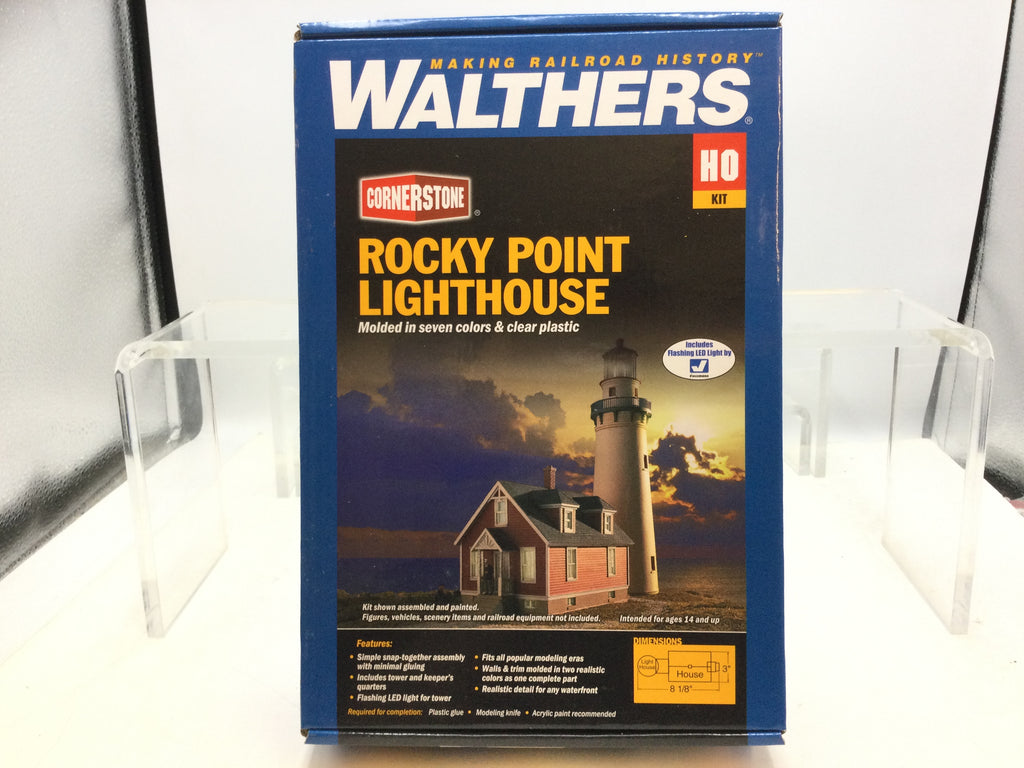 MAKING RAILROAD HISTORY™
WALTHERS®
HO
KIT
CORNERSTONE®
ROCKY POINT
LIGHTHOUSE
Molded in seven colors & clear plastic
Includes
Flashing LED Light by
Kit shown assembled and painted.
Figures, vehicles, scenery items and railroad equipment not included.
Intended for ages 14 and up
Features:
• Simple snap-together assembly
with minimal gluing
• Includes tower and keeper's
quarters
• Flashing LED light for tower
• Fits all popular modeling eras
• Walls & trim molded in two realistic
colors as one complete part
• Realistic detail for any waterfront
DIMENSIONS
Light
House
House
3"
8 1/8"
Required for completion: Plastic glue • Modeling knife • Acrylic paint recommended